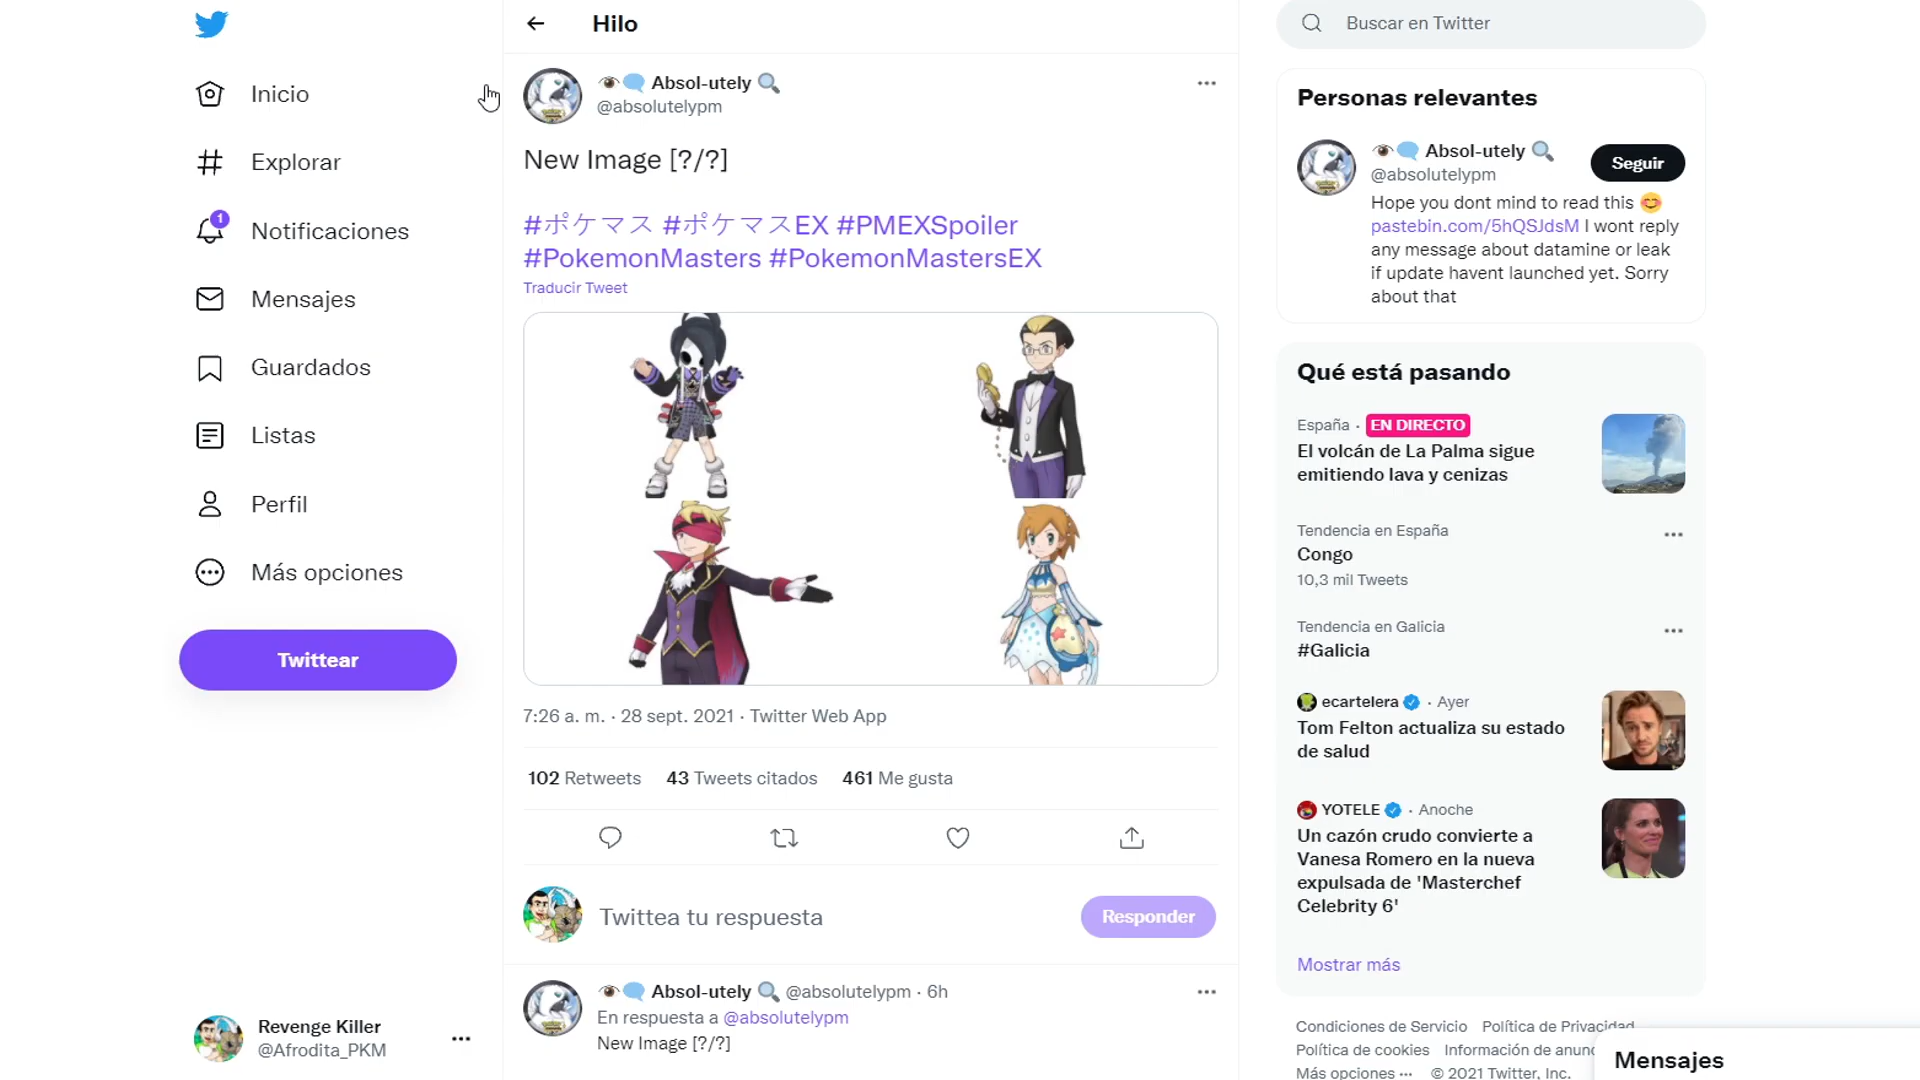 Inicio
Explorar
1
Notificaciones
Mensajes
Guardados
Listas
Perfil
Más opciones
Twittear
Revenge Killer
@Afrodita_PKM
Hilo
Absol-utely
@absolutelypm
New Image [?/?]
#ポケマス #ポケマスEX #PMEXSpoiler
#PokemonMasters #PokemonMastersEX
Traducir Tweet
7:26 a. m. · 28 sept. 2021 · Twitter Web App
102 Retweets 43 Tweets citados 461 Me gusta
Twittea tu respuesta
Responder
Absol-utely @absolutelypm · 6h
En respuesta a @absolutelypm
New Image [?/?]
Buscar en Twitter
Personas relevantes
Absol-utely
@absolutelypm
Seguir
Hope you dont mind to read this
pastebin.com/5hQSJdsM I wont reply
any message about datamine or leak
if update havent launched yet. Sorry
about that
Qué está pasando
España · EN DIRECTO
El volcán de La Palma sigue
emitiendo lava y cenizas
Tendencia en España
Congo
10,3 mil Tweets
Tendencia en Galicia
#Galicia
ecartelera · Ayer
Tom Felton actualiza su estado
de salud
YOTELE · Anoche
Un cazón crudo convierte a
Vanesa Romero en la nueva
expulsada de 'Masterchef
Celebrity 6'
Mostrar más
Condiciones de Servicio Política de Privacidad
Política de cookies Información de anunc
Más opciones ··· © 2021 Twitter, Inc.
Mensajes